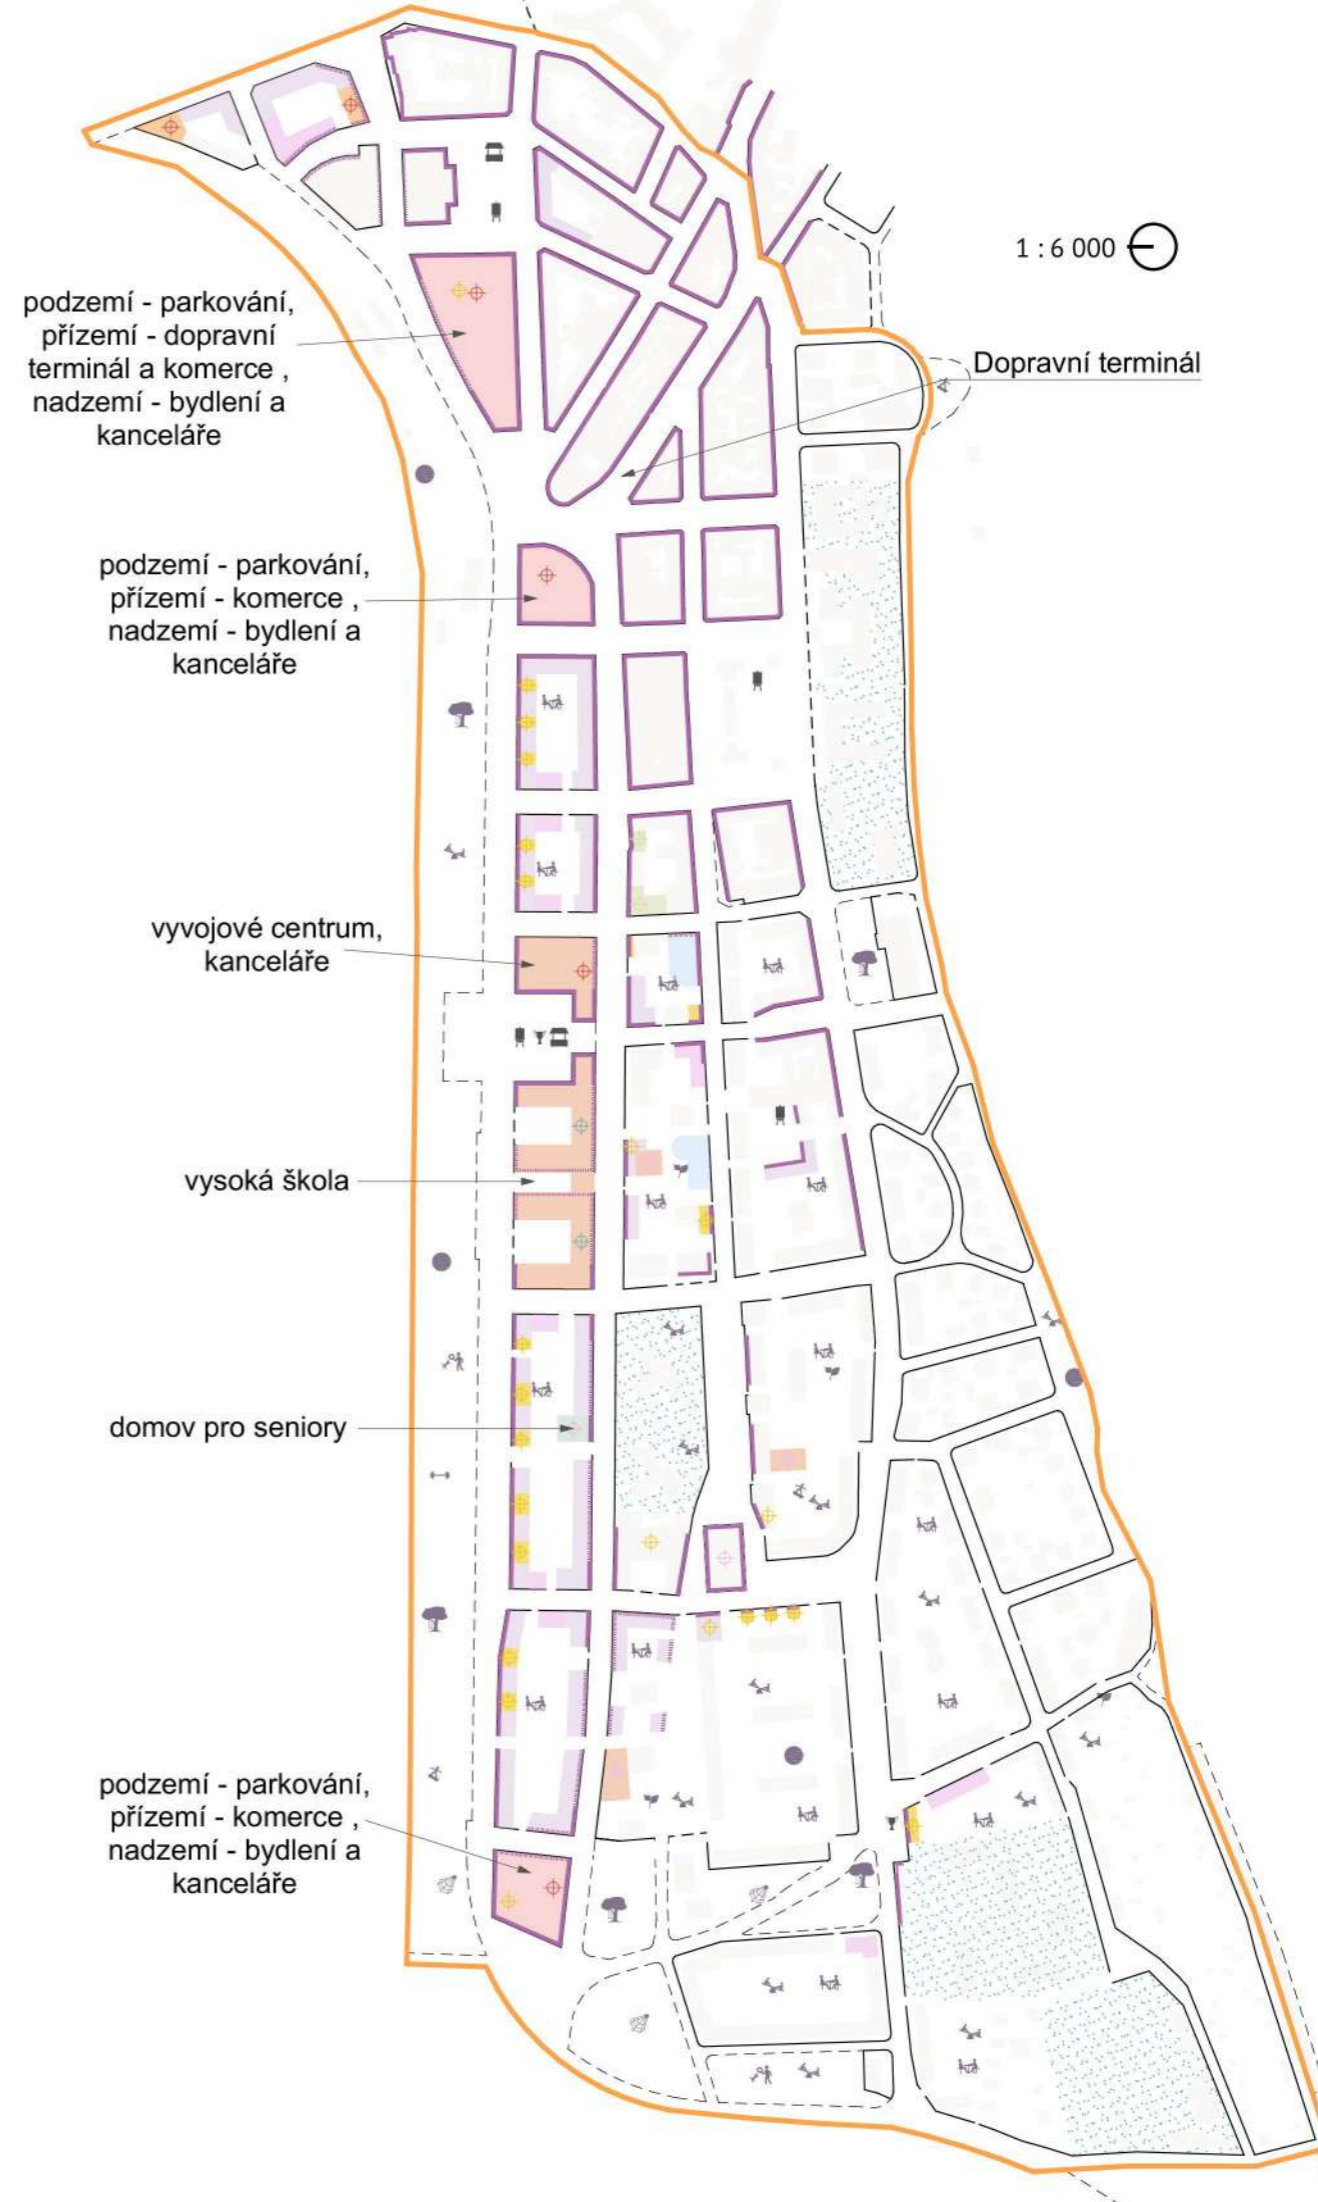 1 : 6 000
podzemí - parkování,
přízemí - dopravní
terminál a komerce ,
nadzemí - bydlení a
kanceláře
Dopravní terminál
podzemí - parkování,
přízemí - komerce ,
nadzemí - bydlení a
kanceláře
vyvojové centrum,
kanceláře
vysoká škola
domov pro seniory
podzemí - parkování,
přízemí - komerce ,
nadzemí - bydlení a
kanceláře